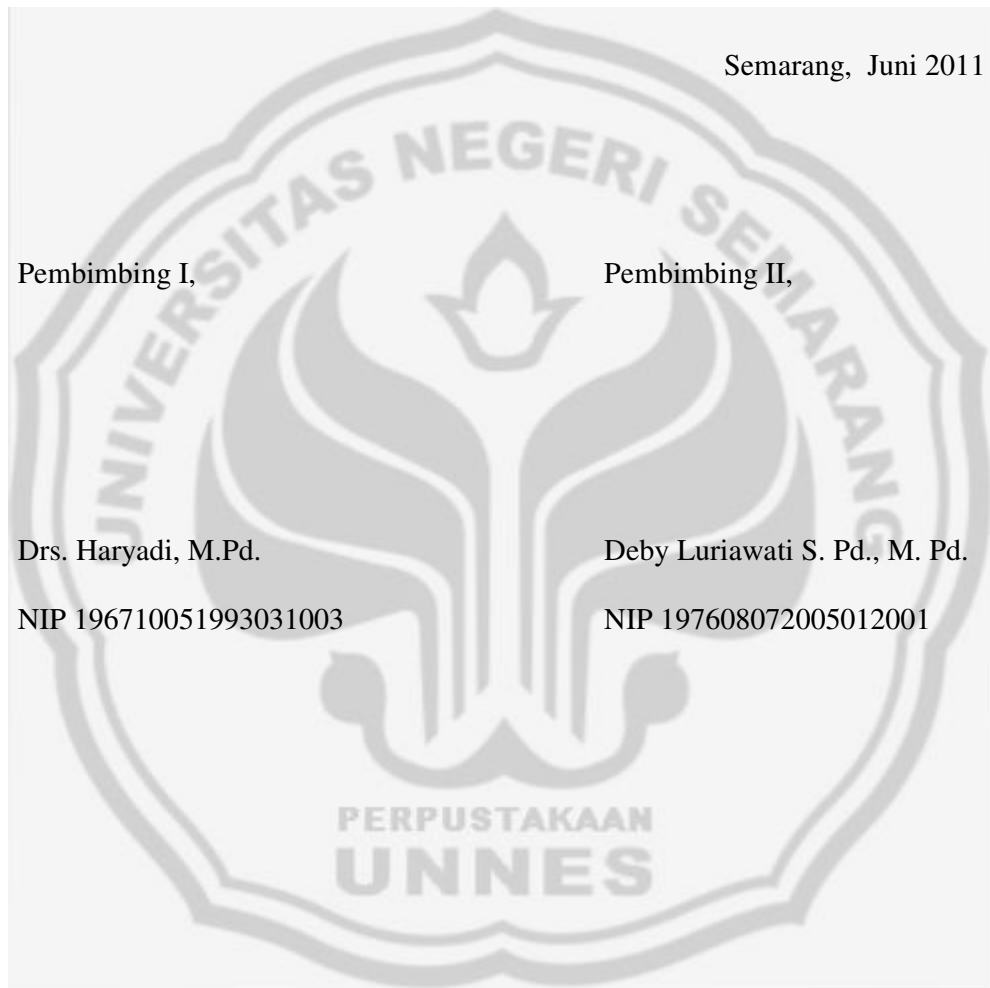 Semarang, Juni 2011
UNIVERSITAS NEGERI SEMARANG
Pembimbing I, Pembimbing II,
Drs. Haryadi, M.Pd. Deby Luriawati S. Pd., M. Pd.
NIP 196710051993031003 NIP 197608072005012001
PERPUSTAKAAN
UNNES